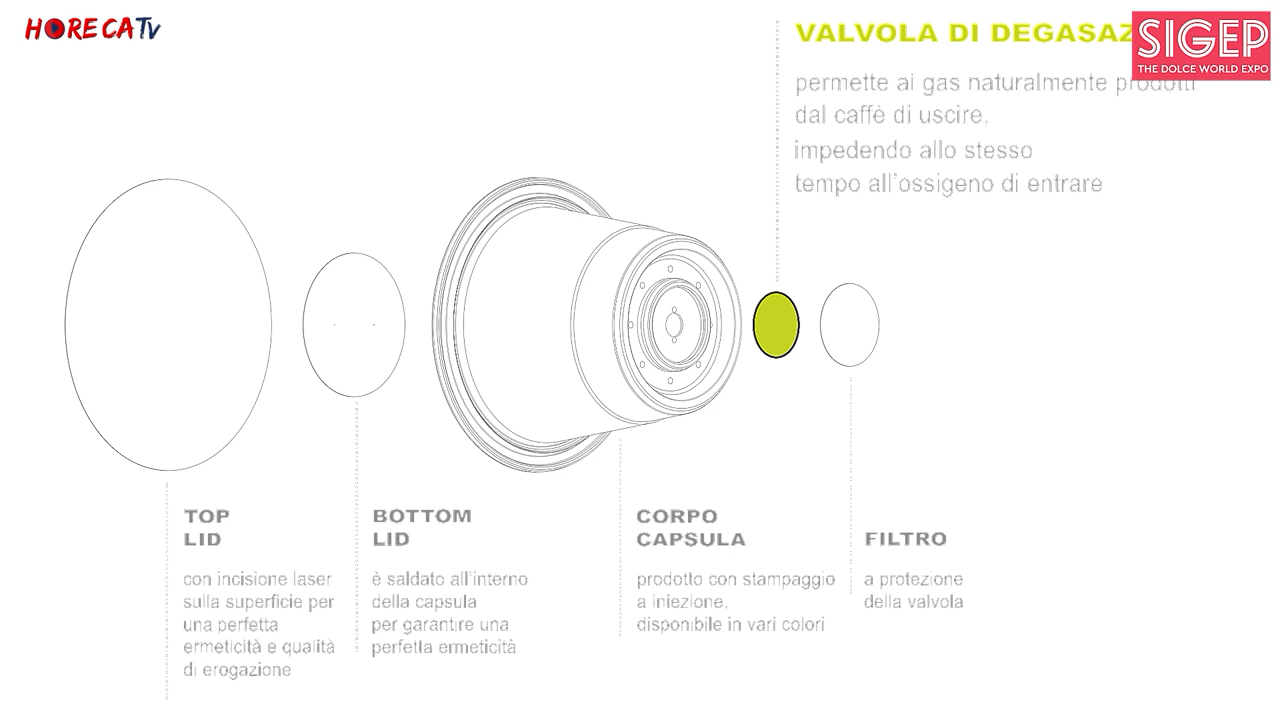 HORECATV
VALVOLA DI DEGASAZ
SIGEP
THE DOLCE WORLD EXPO
permette ai gas naturalmente prodotti
dal caffè di uscire,
impedendo allo stesso
tempo all'ossigeno di entrare
TOP
LID
con incisione laser
sulla superficie per
una perfetta
ermeticità e qualità
di erogazione
BOTTOM
LID
è saldato all'interno
della capsula
per garantire una
perfetta ermeticità
CORPO
CAPSULA
prodotto con stampaggio
a iniezione,
disponibile in vari colori
FILTRO
a protezione
della valvola